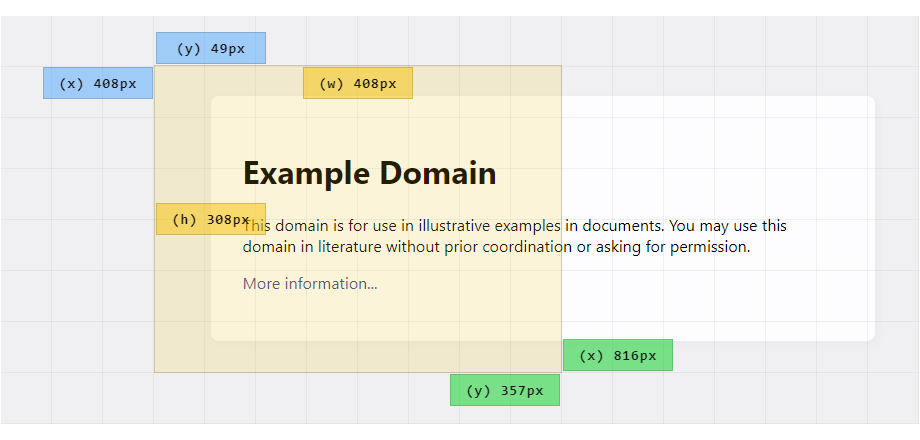 (y) 49px
(x) 408px
(w) 408px
Example Domain
(h) 308px
This domain is for use in illustrative examples in documents. You may use this
domain in literature without prior coordination or asking for permission.
More information...
(x) 816px
(y) 357px